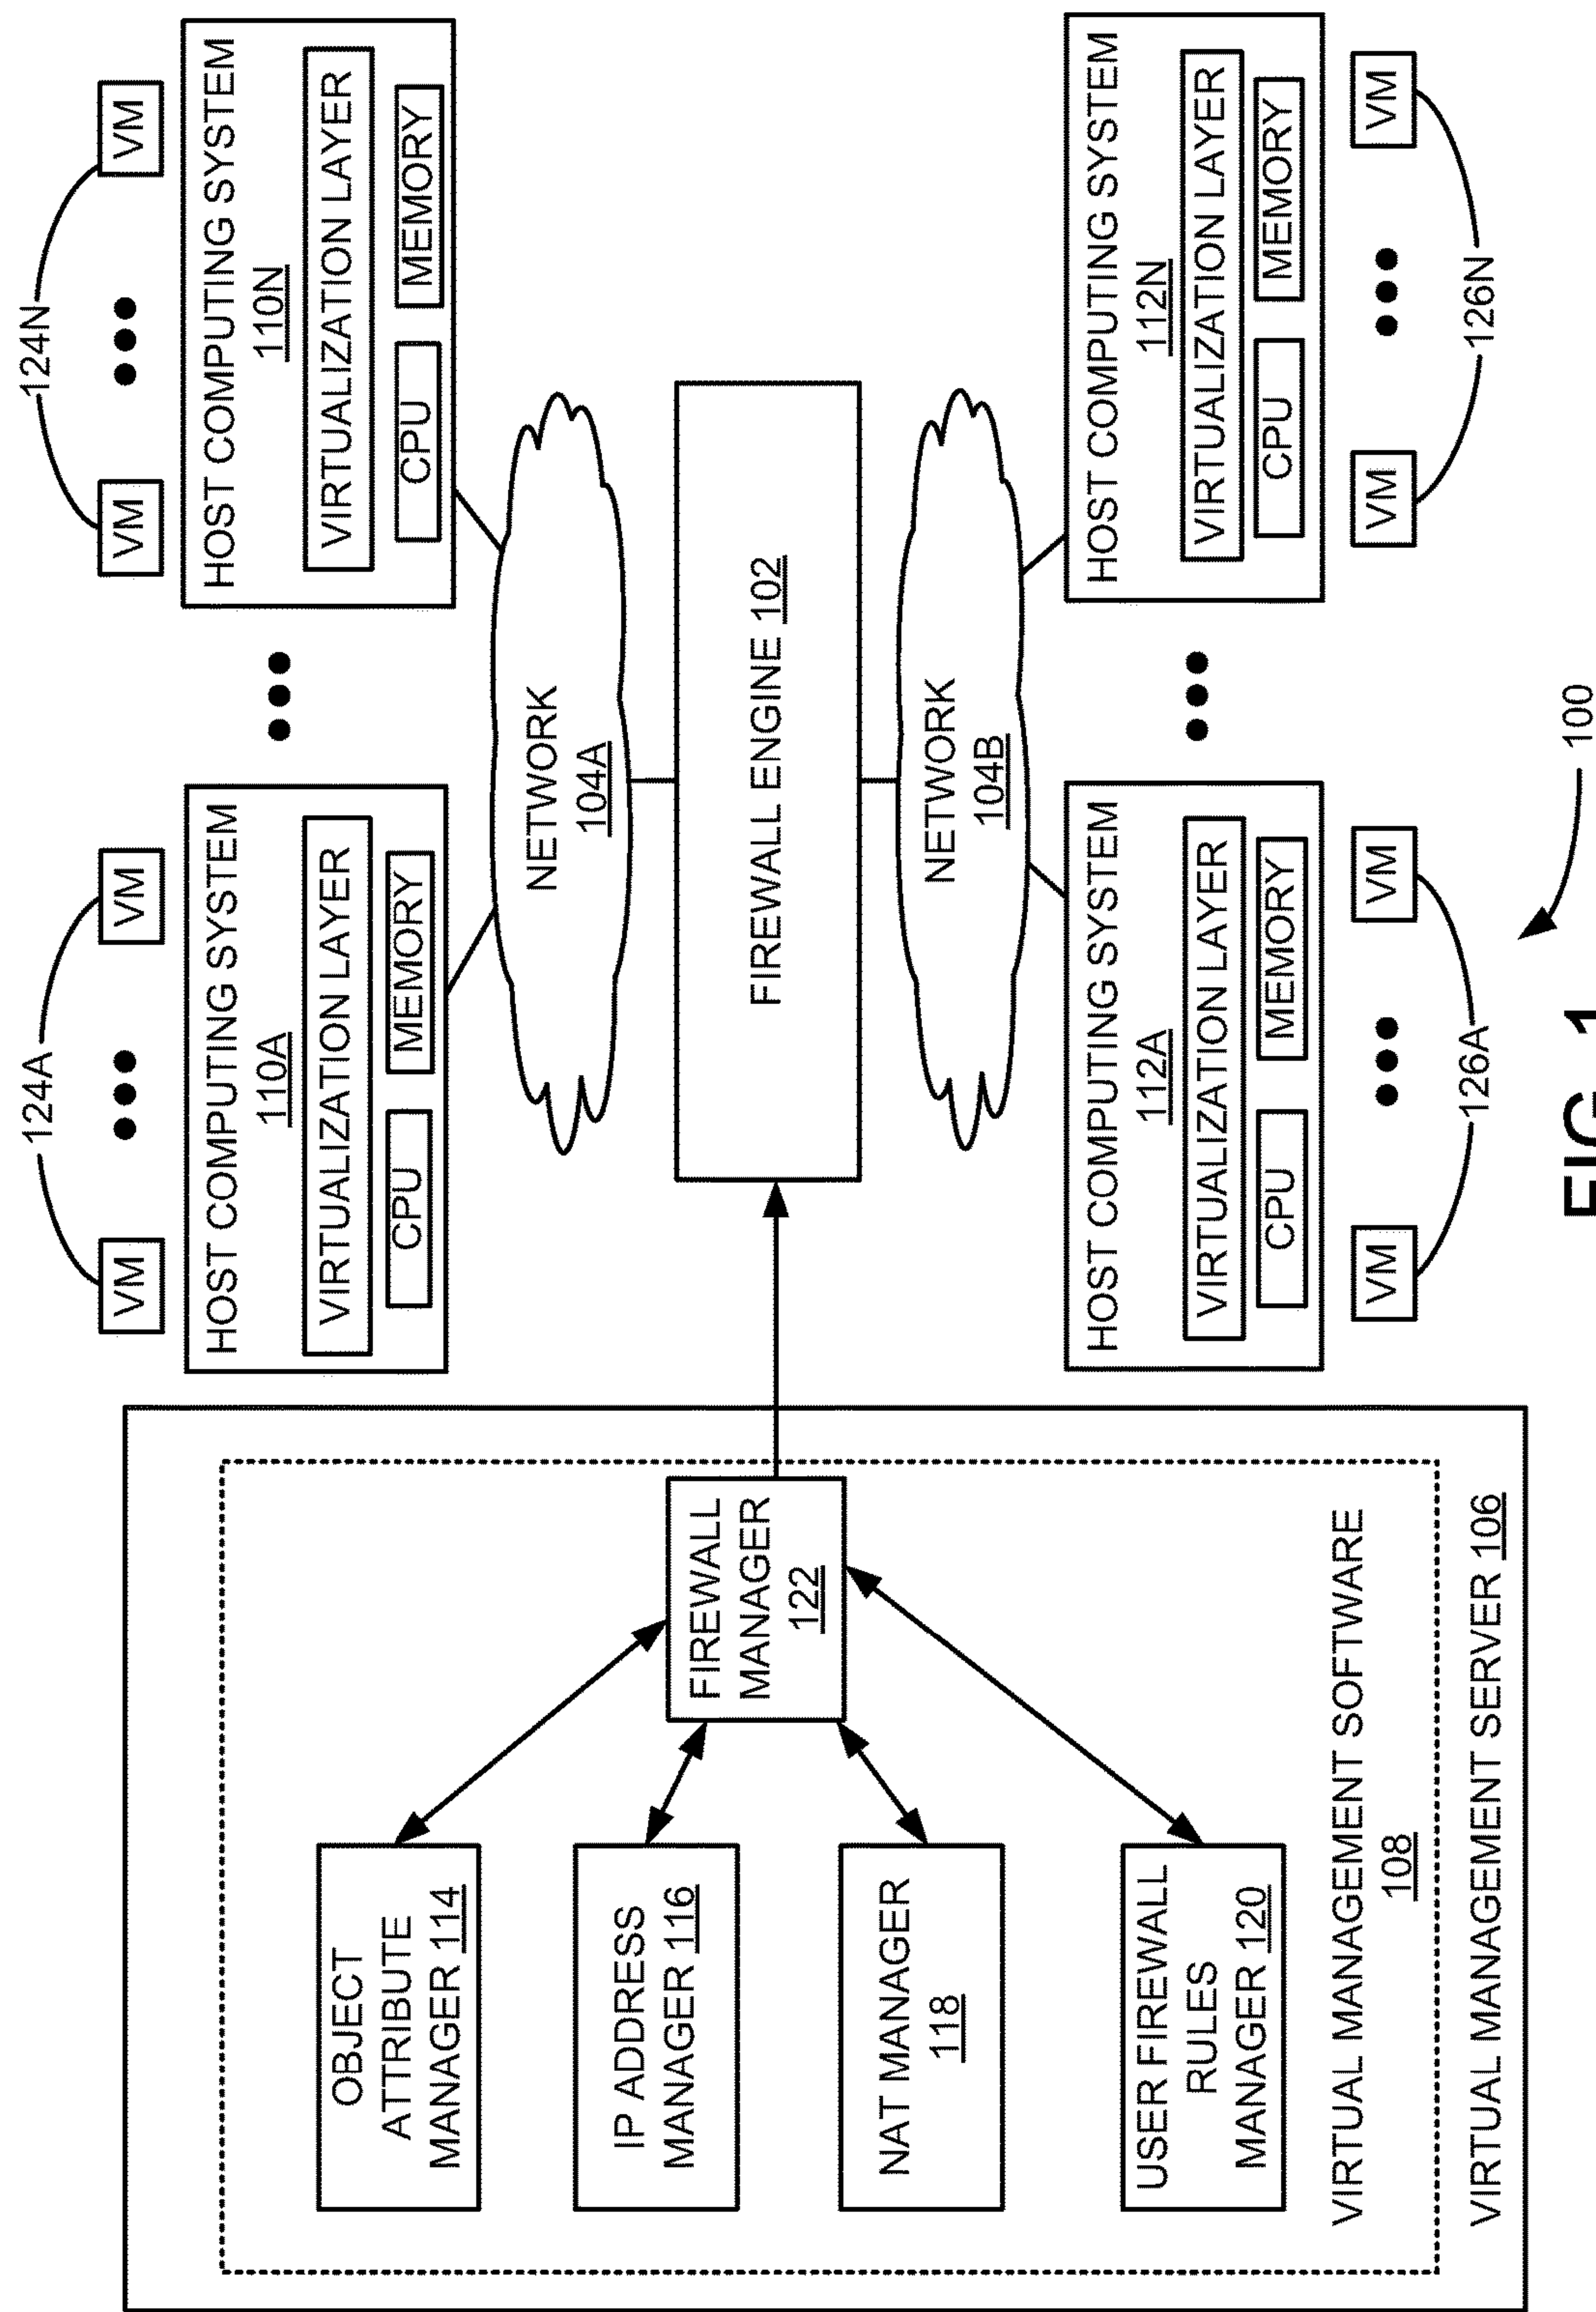 OBJECT
ATTRIBUTE
MANAGER 114
IP ADDRESS
MANAGER 116
NAT MANAGER
118
USER FIREWALL
RULES
MANAGER 120
FIREWALL
MANAGER
122
VIRTUAL MANAGEMENT SOFTWARE
108
VIRTUAL MANAGEMENT SERVER 106
124A
VM
VM
HOST COMPUTING SYSTEM
110A
VIRTUALIZATION LAYER
CPU
MEMORY
124N
VM
VM
HOST COMPUTING SYSTEM
110N
VIRTUALIZATION LAYER
CPU
MEMORY
NETWORK
104A
FIREWALL ENGINE 102
NETWORK
104B
HOST COMPUTING SYSTEM
112A
VIRTUALIZATION LAYER
CPU
MEMORY
VM
VM
126A
HOST COMPUTING SYSTEM
112N
VIRTUALIZATION LAYER
CPU
MEMORY
VM
VM
126N
100
FIG. 1